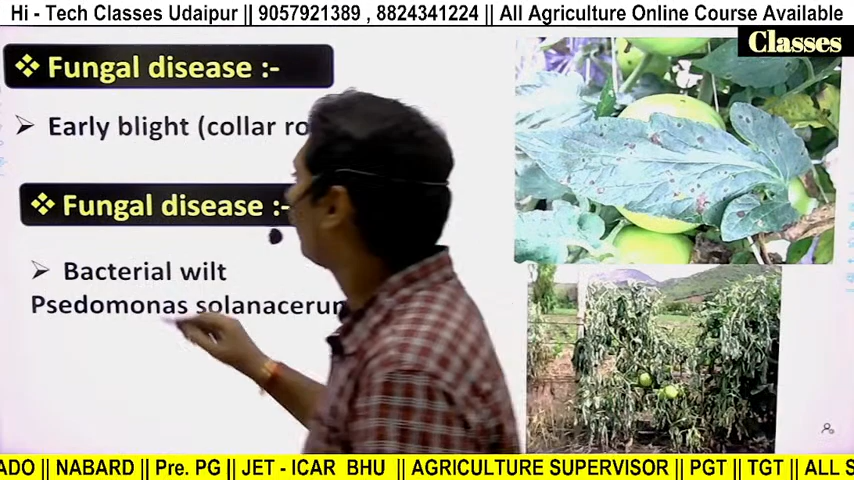 Hi - Tech Classes Udaipur || 9057921389 , 8824341224 || All Agriculture Online Course Available
Classes
❖ Fungal disease :-
➢ Early blight (collar ro
❖ Fungal disease :-
➢ Bacterial wilt
Psedomonas solanacerum
ADO || NABARD || Pre. PG || JET - ICAR BHU || AGRICULTURE SUPERVISOR || PGT || TGT || ALL S